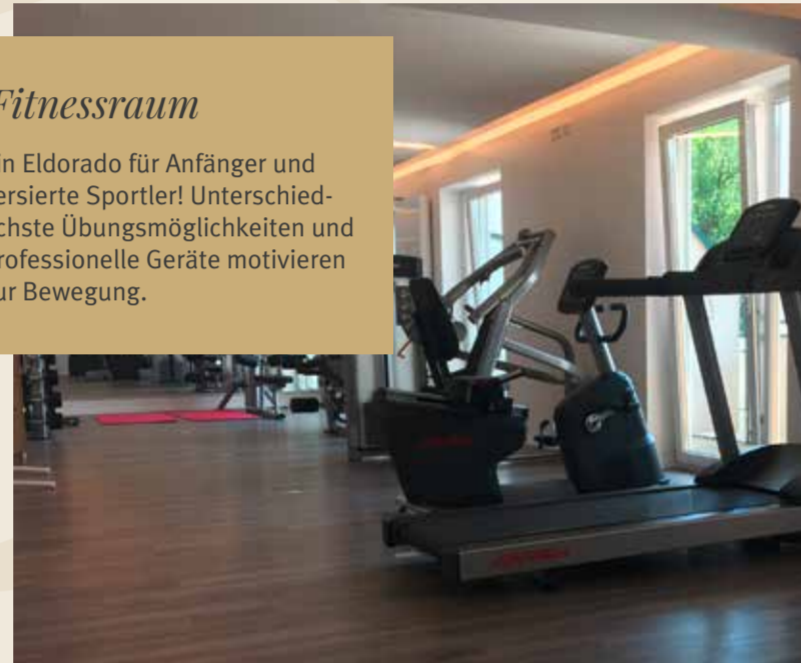 Fitnessraum
in Eldorado für Anfänger und
ersierte Sportler! Unterschied-
chste Übungsmöglichkeiten und
rofessionelle Geräte motivieren
ur Bewegung.